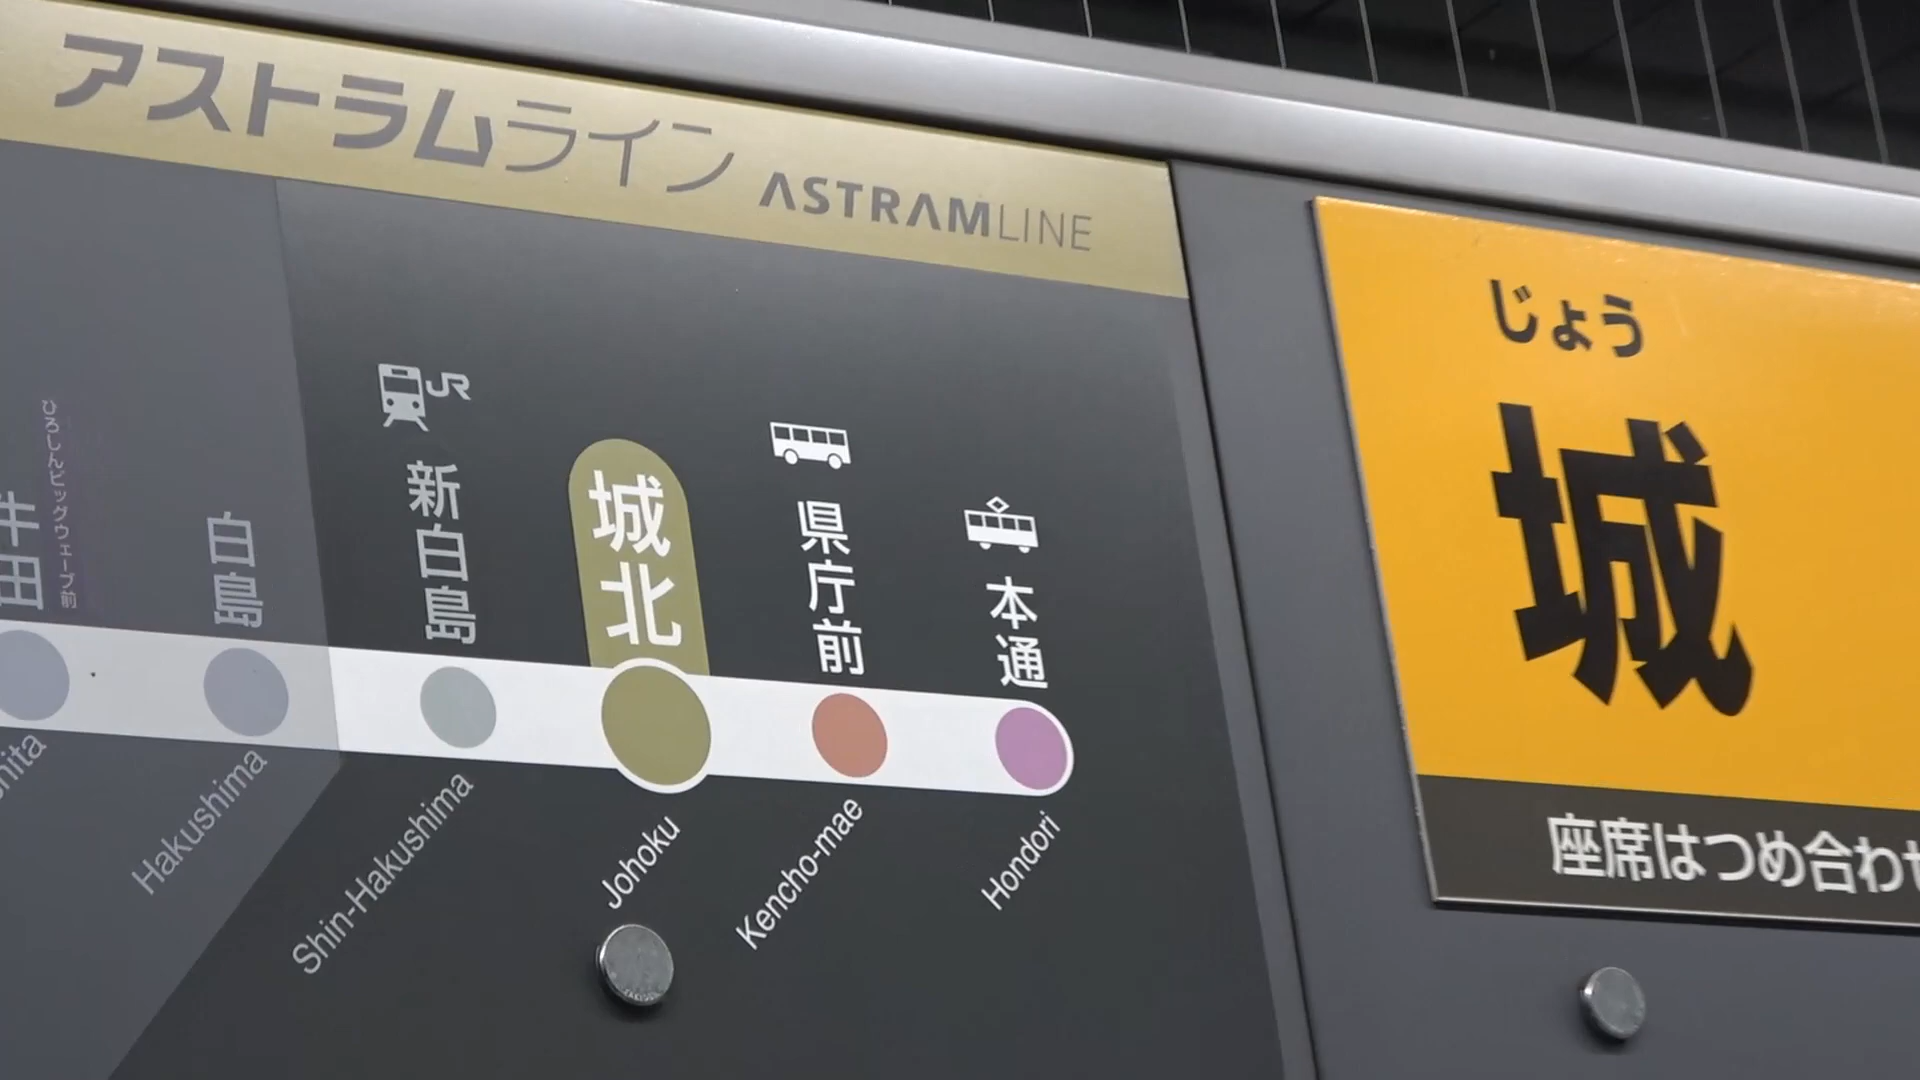 アストラムライン ASTRAMLINE
JR
牛田
ひろしんビッグウェーブ前
白島
新白島
城北
県庁前
本通
Hakushima
Shin-Hakushima
Johoku
Kencho-mae
Hondori
じょう
城
座席はつめ合わ